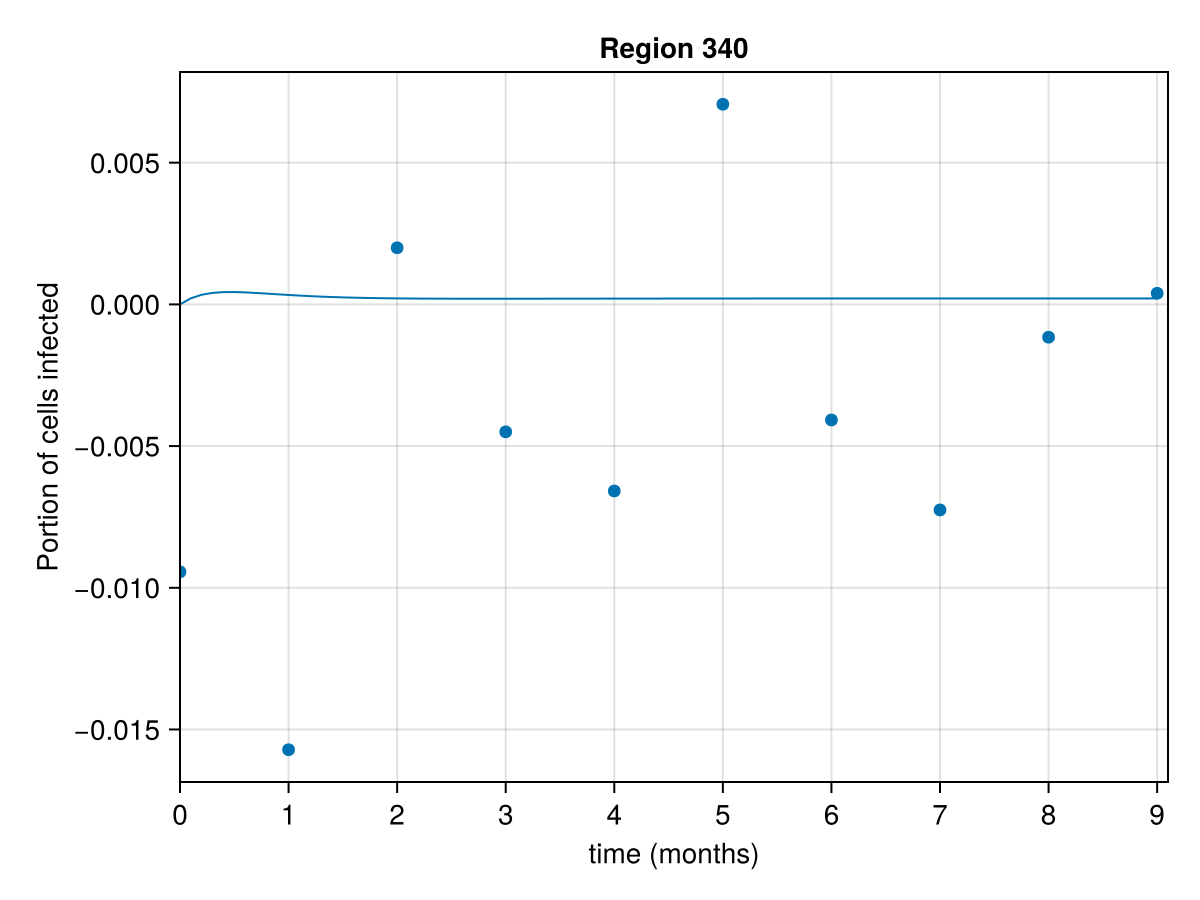 Region 340
0.005
0.000
−0.005
−0.010
−0.015
Portion of cells infected
0 1 2 3 4 5 6 7 8 9
time (months)